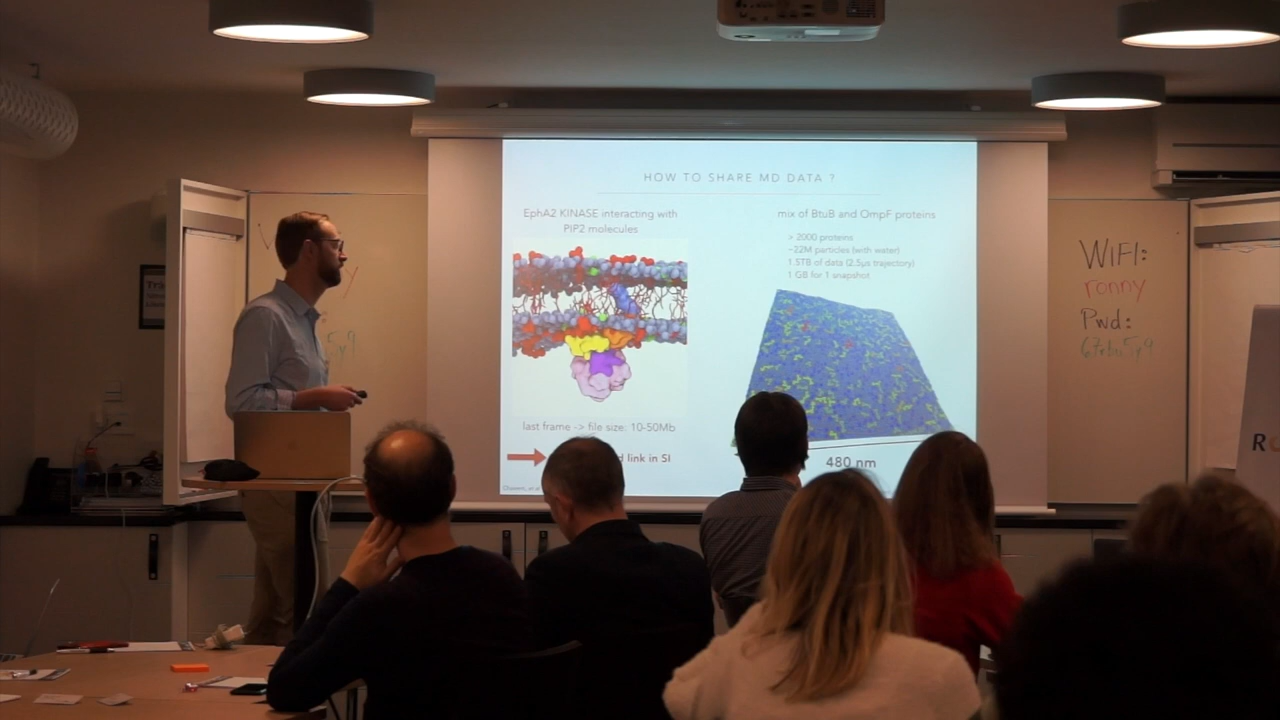 HOW TO SHARE MD DATA ?
EphA2 KINASE interacting with
PIP2 molecules
last frame -> file size: 10-50Mb
link in SI
mix of BtuB and OmpF proteins
> 2000 proteins
~22M particles (with water)
1.5TB of data (2.5µs trajectory)
1 GB for 1 snapshot
480 nm
WIFI:
ronny
Pwd: